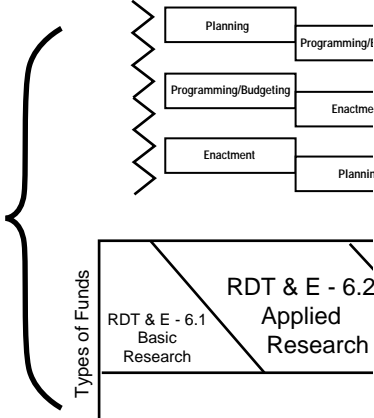 Planning
Programming/B
Programming/Budgeting
Enactme
Enactment
Plannin
Types of Funds
RDT & E - 6.1
Basic
Research
RDT & E - 6.2
Applied
Research